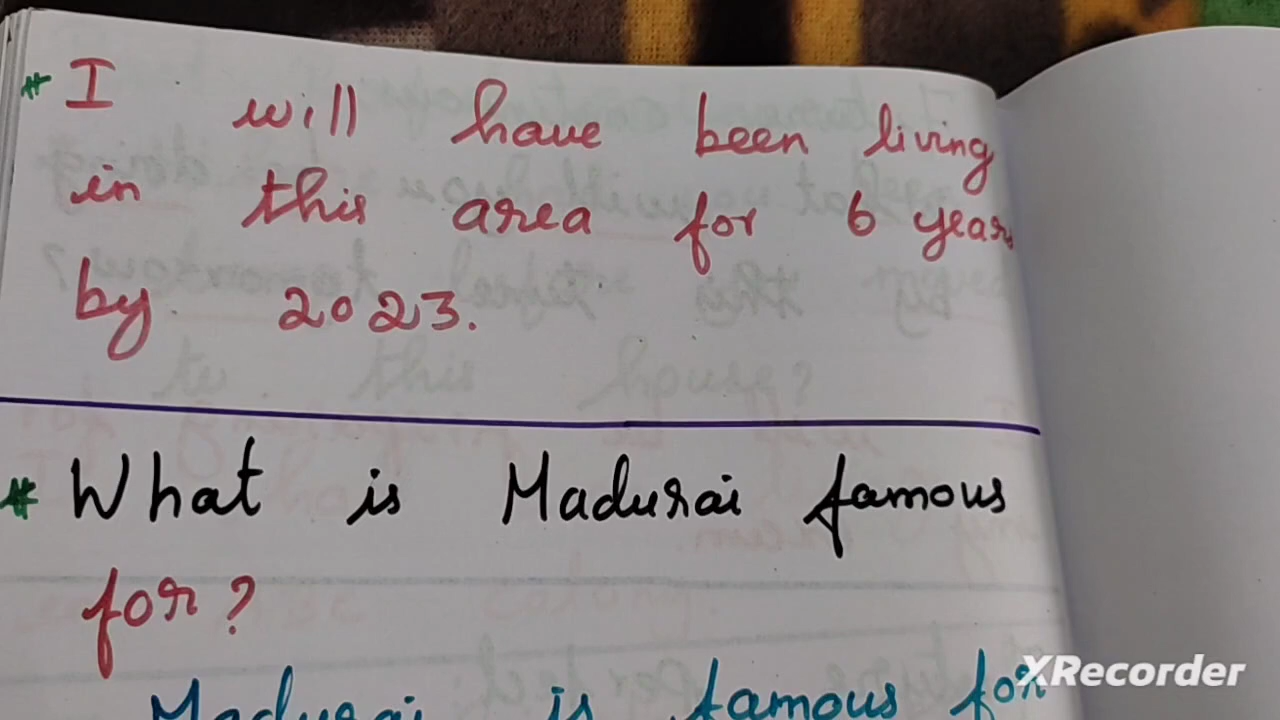 # I will have been living
in this area for 6 years
by 2023.
# What is Madurai famous
for?
Madurai is famous for
XRecorder